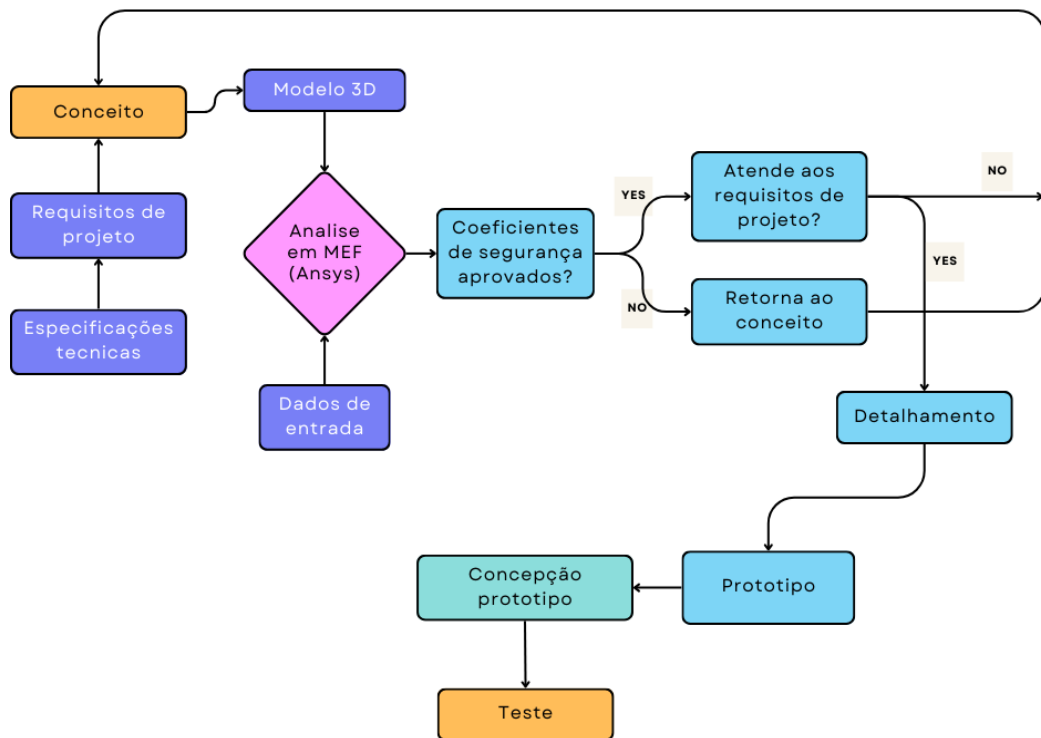 Modelo 3D
Conceito
Requisitos de
projeto
Especificações
tecnicas
Analise
em MEF
(Ansys)
Dados de
entrada
Coeficientes
de segurança
aprovados?
YES
NO
Atende aos
requisitos de
projeto?
NO
YES
Retorna ao
conceito
Detalhamento
Prototipo
Concepção
prototipo
Teste